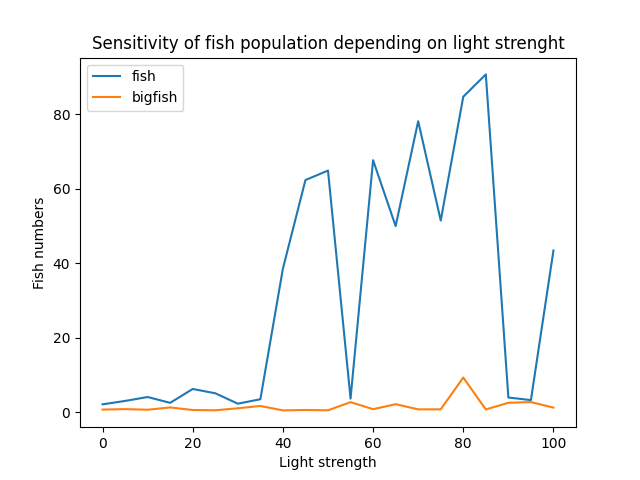 Sensitivity of fish population depending on light strenght
fish
bigfish
80
60
40
20
0
Fish numbers
0 20 40 60 80 100
Light strength